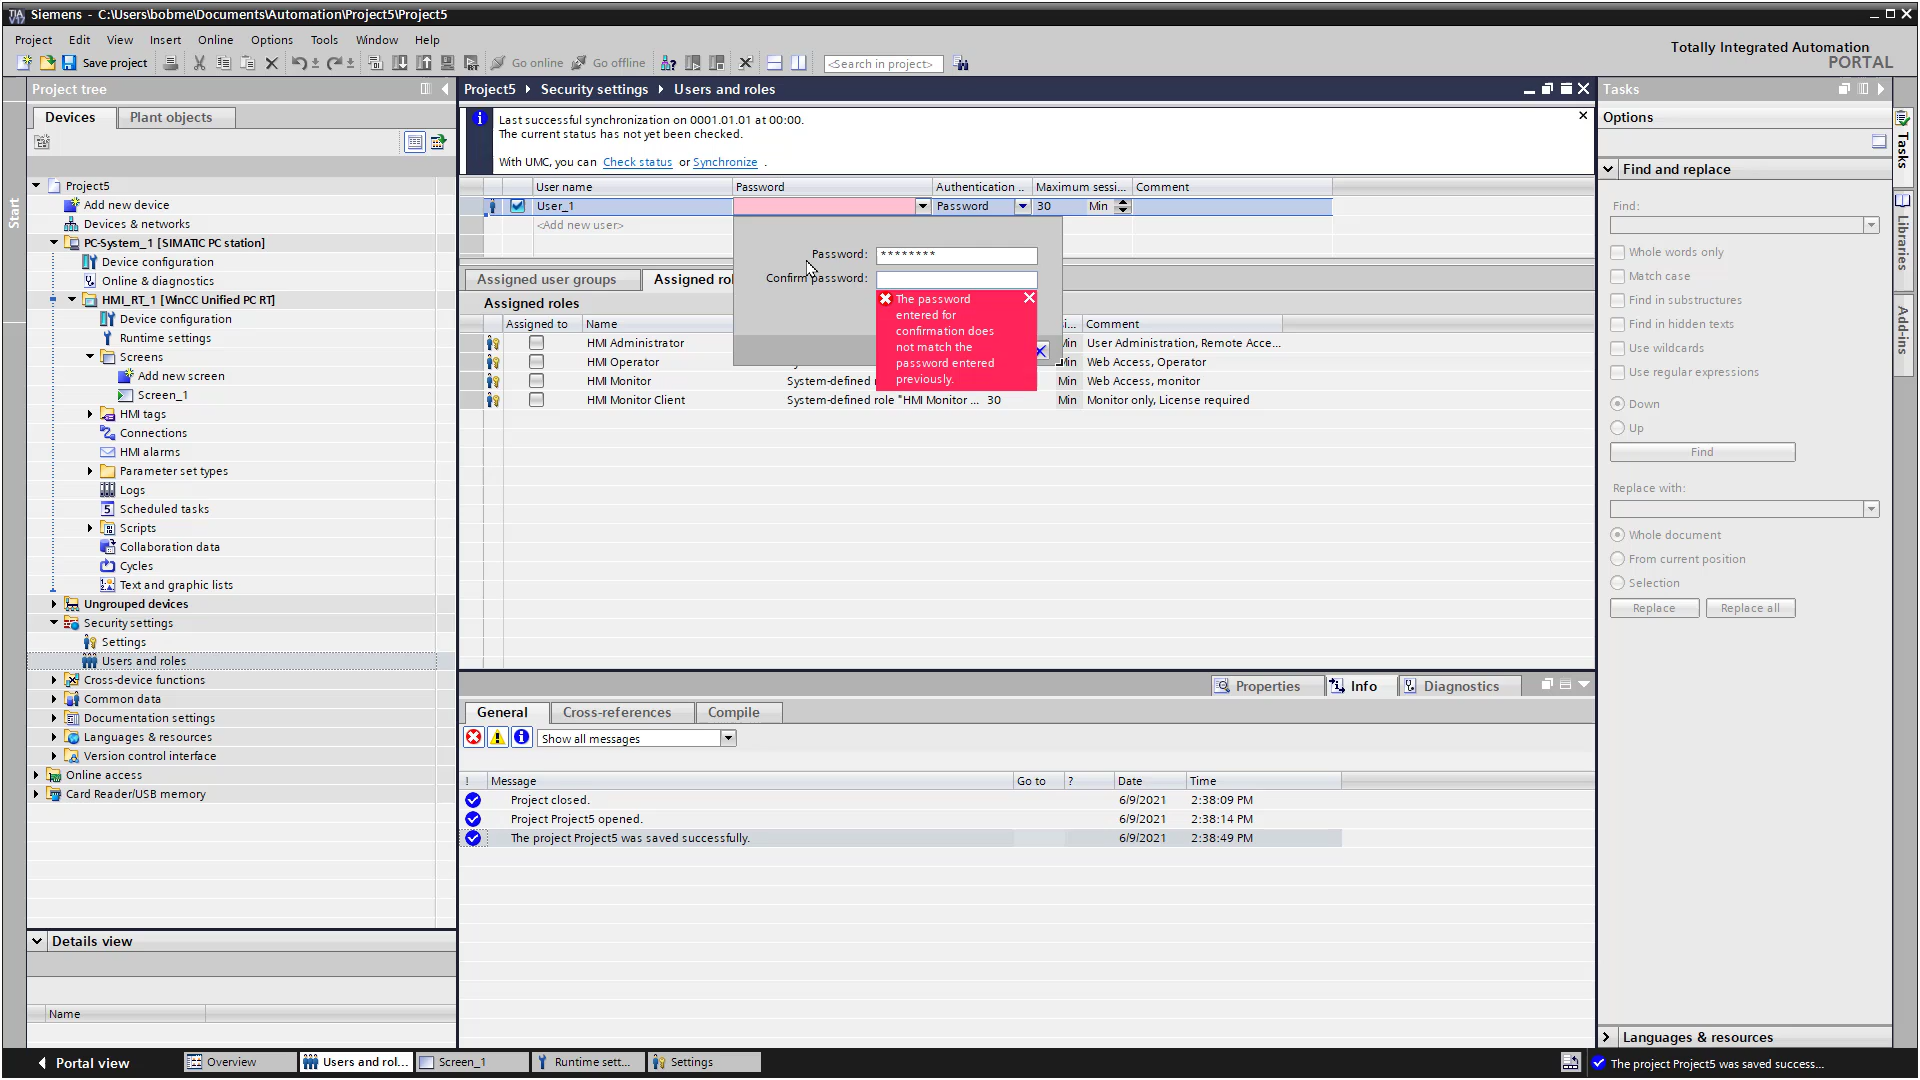 Siemens - C:\Users\bobme\Documents\Automation\Project5\Project5
Project Edit View Insert Online Options Tools Window Help
Save project Go online Go offline <Search in project>
Totally Integrated Automation
PORTAL
Start
Project tree
Devices Plant objects
Project5
Add new device
Devices & networks
PC-System_1 [SIMATIC PC station]
Device configuration
Online & diagnostics
HMI_RT_1 [WinCC Unified PC RT]
Device configuration
Runtime settings
Screens
Add new screen
Screen_1
HMI tags
Connections
HMI alarms
Parameter set types
Logs
Scheduled tasks
Scripts
Collaboration data
Cycles
Text and graphic lists
Ungrouped devices
Security settings
Settings
Users and roles
Cross-device functions
Common data
Documentation settings
Languages & resources
Version control interface
Online access
Card Reader/USB memory
Details view
Name
Project5 Security settings Users and roles
Last successful synchronization on 0001.01.01 at 00:00.
The current status has not yet been checked.
With UMC, you can Check status or Synchronize .
User name Password Authentication .. Maximum sessi... Comment
User_1 Password 30 Min
<Add new user>
Password: ********
Confirm password:
The password
entered for
confirmation does
not match the
password entered
previously.
Assigned user groups Assigned rol
Assigned roles
Assigned to Name i... Comment
HMI Administrator Min User Administration, Remote Acce...
HMI Operator Min Web Access, Operator
HMI Monitor System-defined r Min Web Access, monitor
HMI Monitor Client System-defined role "HMI Monitor ... 30 Min Monitor only, License required
Properties Info Diagnostics
General Cross-references Compile
Show all messages
! Message Go to ? Date Time
Project closed. 6/9/2021 2:38:09 PM
Project Project5 opened. 6/9/2021 2:38:14 PM
The project Project5 was saved successfully. 6/9/2021 2:38:49 PM
Tasks
Options
Find and replace
Find:
Whole words only
Match case
Find in substructures
Find in hidden texts
Use wildcards
Use regular expressions
Down
Up
Find
Replace with:
Whole document
From current position
Selection
Replace Replace all
Languages & resources
Tasks
Libraries
Add-ins
Portal view Overview Users and rol... Screen_1 Runtime sett... Settings The project Project5 was saved success...